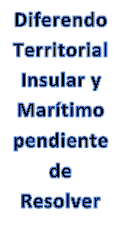 Diferendo
Territorial
Insular y
Marítimo
pendiente
de
Resolver